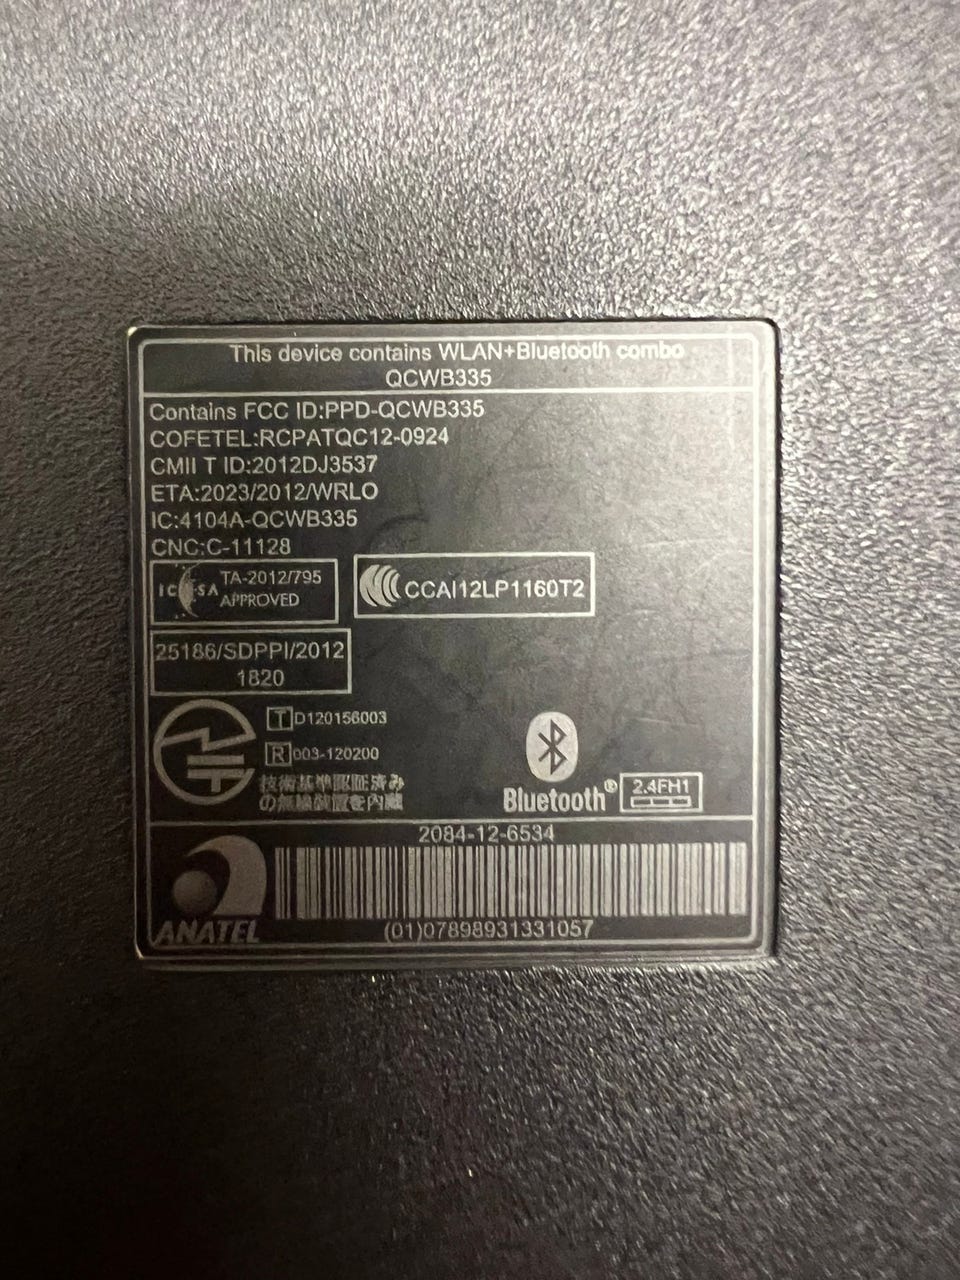 This device contains WLAN+Bluetooth combo
QCWB335
Contains FCC ID:PPD-QCWB335
COFETEL:RCPATQC12-0924
CMII T ID:2012DJ3537
ETA:2023/2012/WRLO
IC:4104A-QCWB335
CNC:C-11128
ICASA TA-2012/795
APPROVED
CCAI12LP1160T2
25186/SDPPI/2012
1820
T D120156003
R 003-120200
技術基準認証済み
の無線装置を内蔵
Bluetooth®
2.4FH1
2084-12-6534
ANATEL
(01)07898931331057